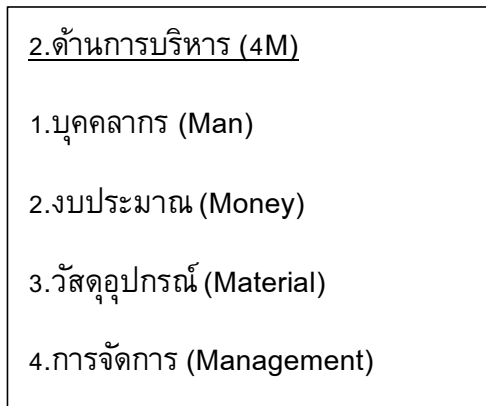 2.ด้านการบริหาร (4M)
1.บุคคลากร (Man)
2.งบประมาณ (Money)
3.วัสดุอุปกรณ์ (Material)
4.การจัดการ (Management)